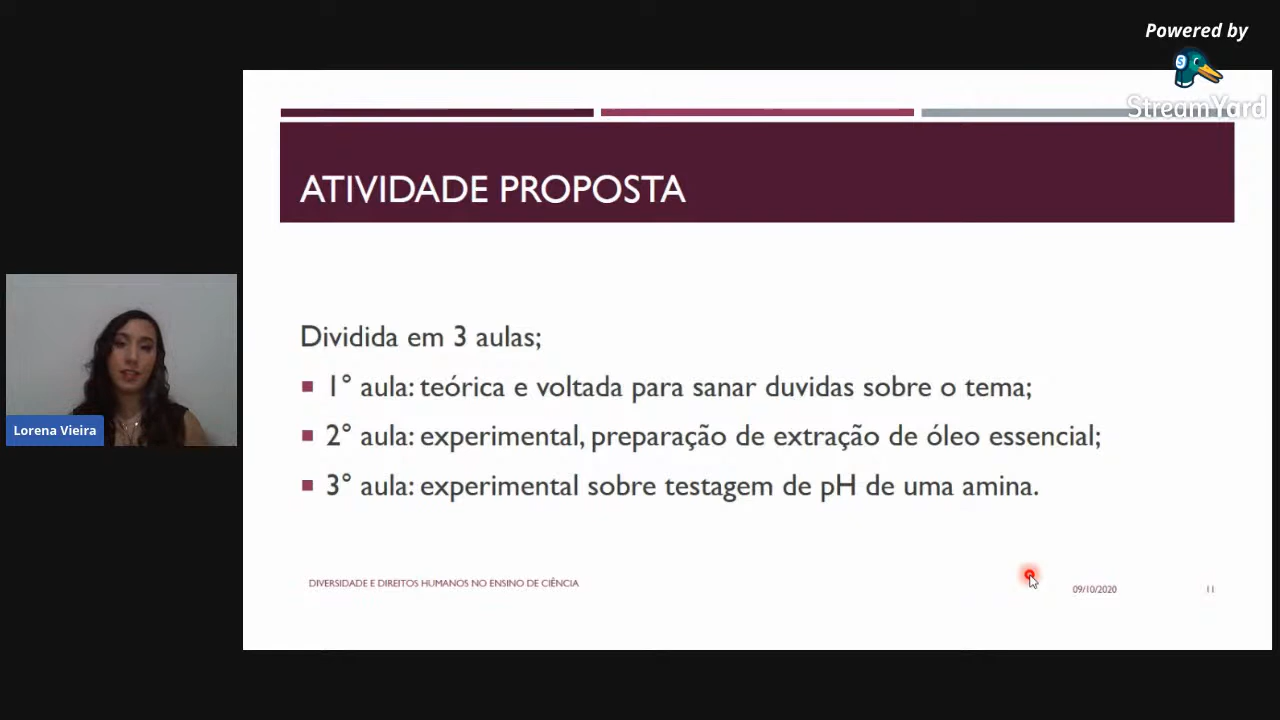 Powered by
StreamYard
ATIVIDADE PROPOSTA
Dividida em 3 aulas;
1° aula: teórica e voltada para sanar duvidas sobre o tema;
2° aula: experimental, preparação de extração de óleo essencial;
3° aula: experimental sobre testagem de pH de uma amina.
Lorena Vieira
DIVERSIDADE E DIREITOS HUMANOS NO ENSINO DE CIÊNCIA
09/10/2020
11